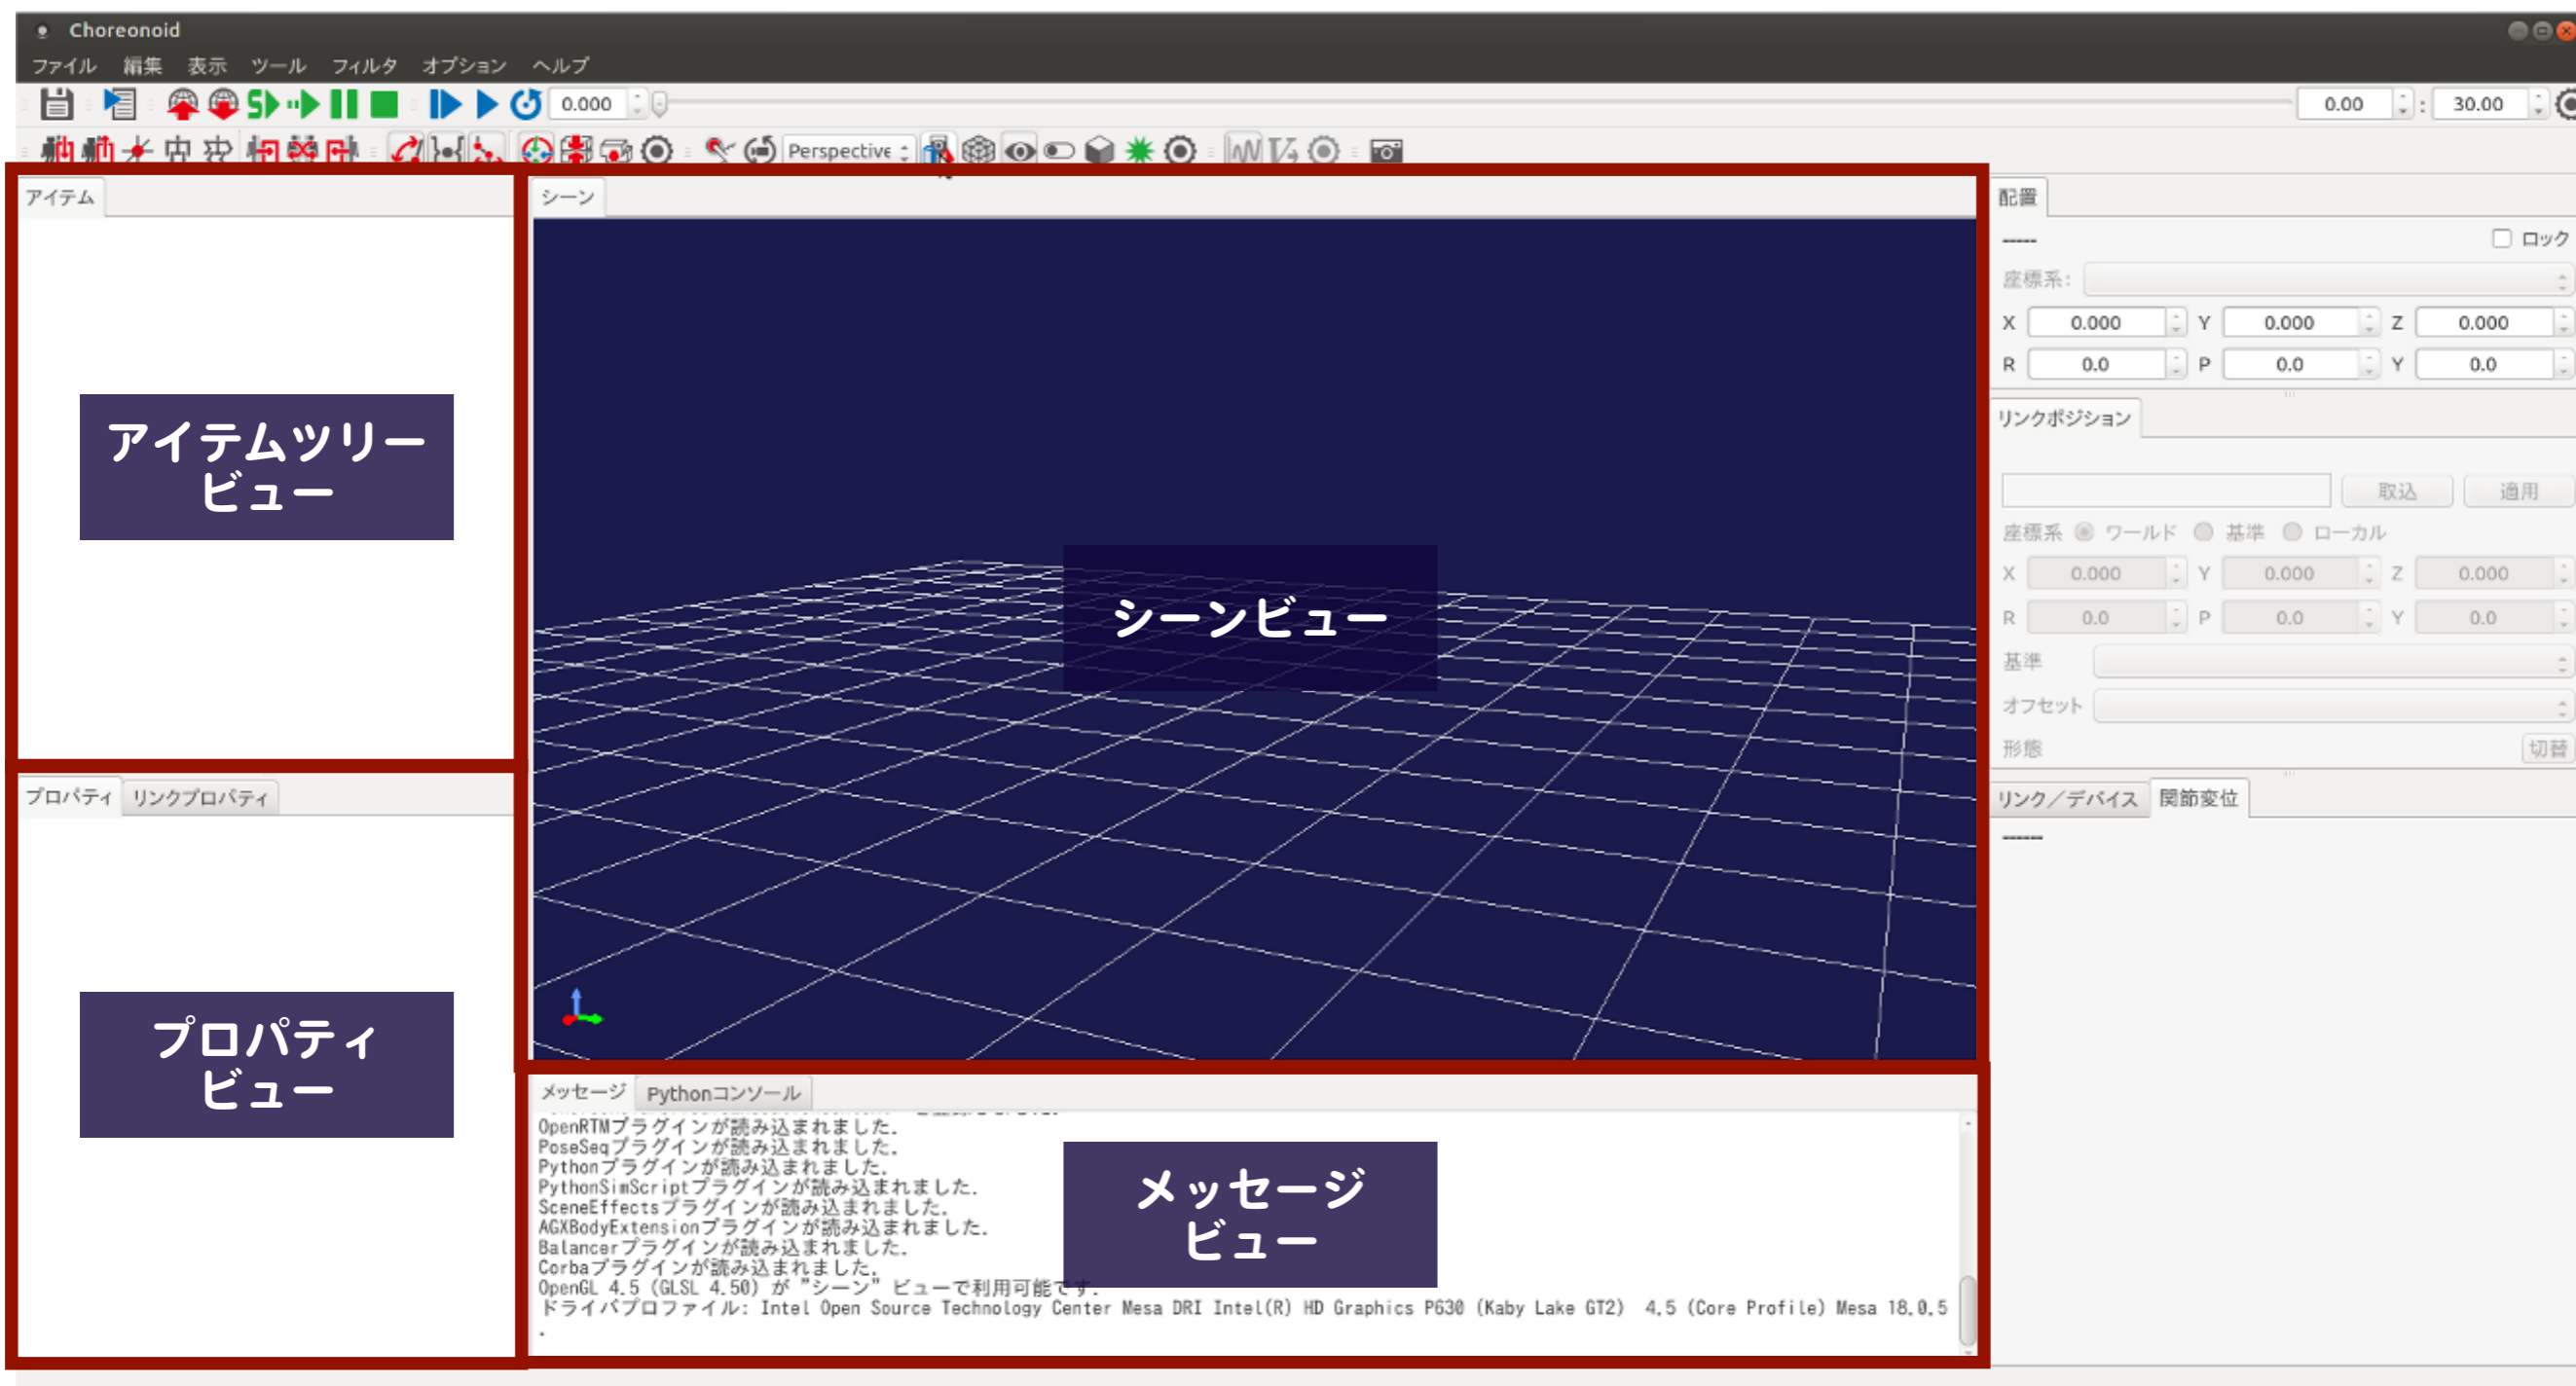 Choreonoid
ファイル 編集 表示 ツール フィルタ オプション ヘルプ
0.000 0.00 : 30.00
Perspective
アイテム
アイテムツリー
ビュー
プロパティ リンクプロパティ
プロパティ
ビュー
シーン
シーンビュー
メッセージ Pythonコンソール
OpenRTMプラグインが読み込まれました.
PoseSeqプラグインが読み込まれました.
Pythonプラグインが読み込まれました.
PythonSimScriptプラグインが読み込まれました.
SceneEffectsプラグインが読み込まれました.
AGXBodyExtensionプラグインが読み込まれました.
Balancerプラグインが読み込まれました.
Corbaプラグインが読み込まれました.
OpenGL 4.5 (GLSL 4.50) が "シーン" ビューで利用可能です.
ドライバプロファイル: Intel Open Source Technology Center Mesa DRI Intel(R) HD Graphics P630 (Kaby Lake GT2) 4.5 (Core Profile) Mesa 18.0.5
.
メッセージ
ビュー
配置
----- ロック
座標系:
X 0.000 Y 0.000 Z 0.000
R 0.0 P 0.0 Y 0.0
リンクポジション
取込 適用
座標系 ワールド 基準 ローカル
X 0.000 Y 0.000 Z 0.000
R 0.0 P 0.0 Y 0.0
基準
オフセット
形態 切替
リンク／デバイス 関節変位
------